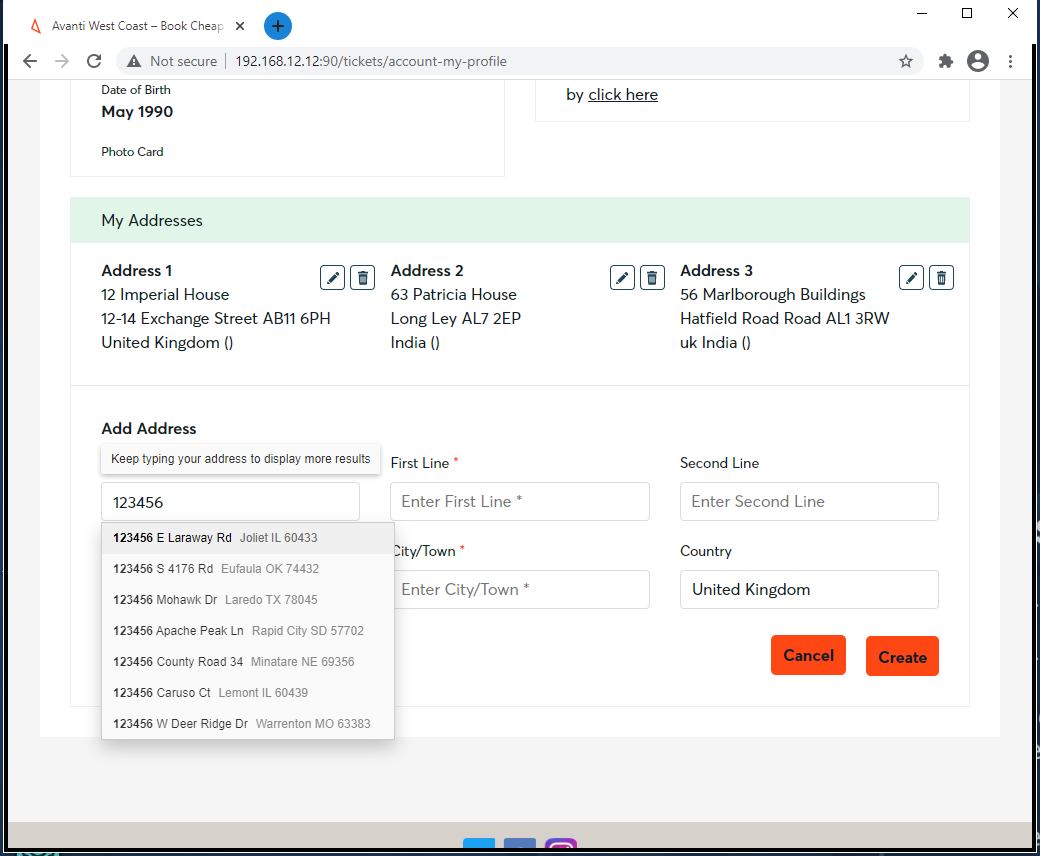 Avanti West Coast – Book Cheap
Not secure | 192.168.12.12:90/tickets/account-my-profile
Date of Birth
May 1990
Photo Card
by click here
My Addresses
Address 1
12 Imperial House
12-14 Exchange Street AB11 6PH
United Kingdom ()
Address 2
63 Patricia House
Long Ley AL7 2EP
India ()
Address 3
56 Marlborough Buildings
Hatfield Road Road AL1 3RW
uk India ()
Add Address
Keep typing your address to display more results
123456
First Line *
Enter First Line *
Second Line
Enter Second Line
123456 E Laraway Rd Joliet IL 60433
123456 S 4176 Rd Eufaula OK 74432
123456 Mohawk Dr Laredo TX 78045
123456 Apache Peak Ln Rapid City SD 57702
123456 County Road 34 Minatare NE 69356
123456 Caruso Ct Lemont IL 60439
123456 W Deer Ridge Dr Warrenton MO 63383
City/Town *
Enter City/Town *
Country
United Kingdom
Cancel
Create